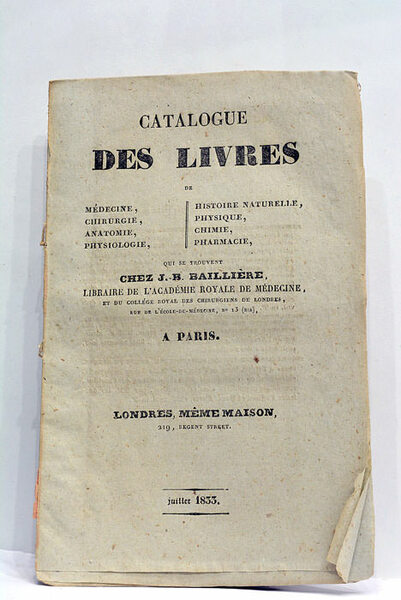 CATALOGUE
DES LIVRES
DE
MÉDECINE,
CHIRURGIE,
ANATOMIE,
PHYSIOLOGIE,
HISTOIRE NATURELLE,
PHYSIQUE,
CHIMIE,
PHARMACIE,
QUI SE TROUVENT
CHEZ J.-B. BAILLIÈRE,
LIBRAIRE DE L'ACADÉMIE ROYALE DE MÉDECINE,
ET DU COLLÉGE ROYAL DES CHIRURGIENS DE LONDRES,
RUE DE L'ÉCOLE-DE-MÉDECINE, No 13 (BIS),
A PARIS.
LONDRES, MÊME MAISON,
219, REGENT STREET.
juillet 1833.